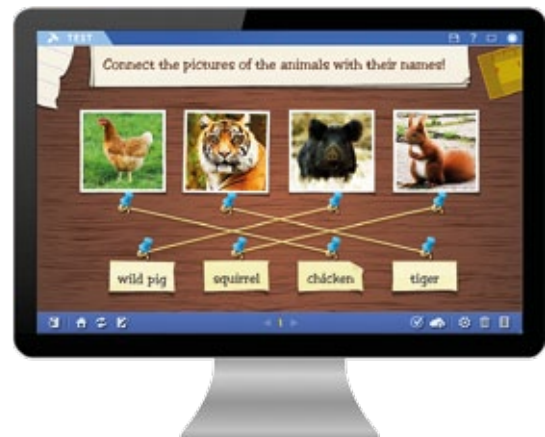 TEST
?
Connect the pictures of the animals with their names!
wild pig
squirrel
chicken
tiger
1